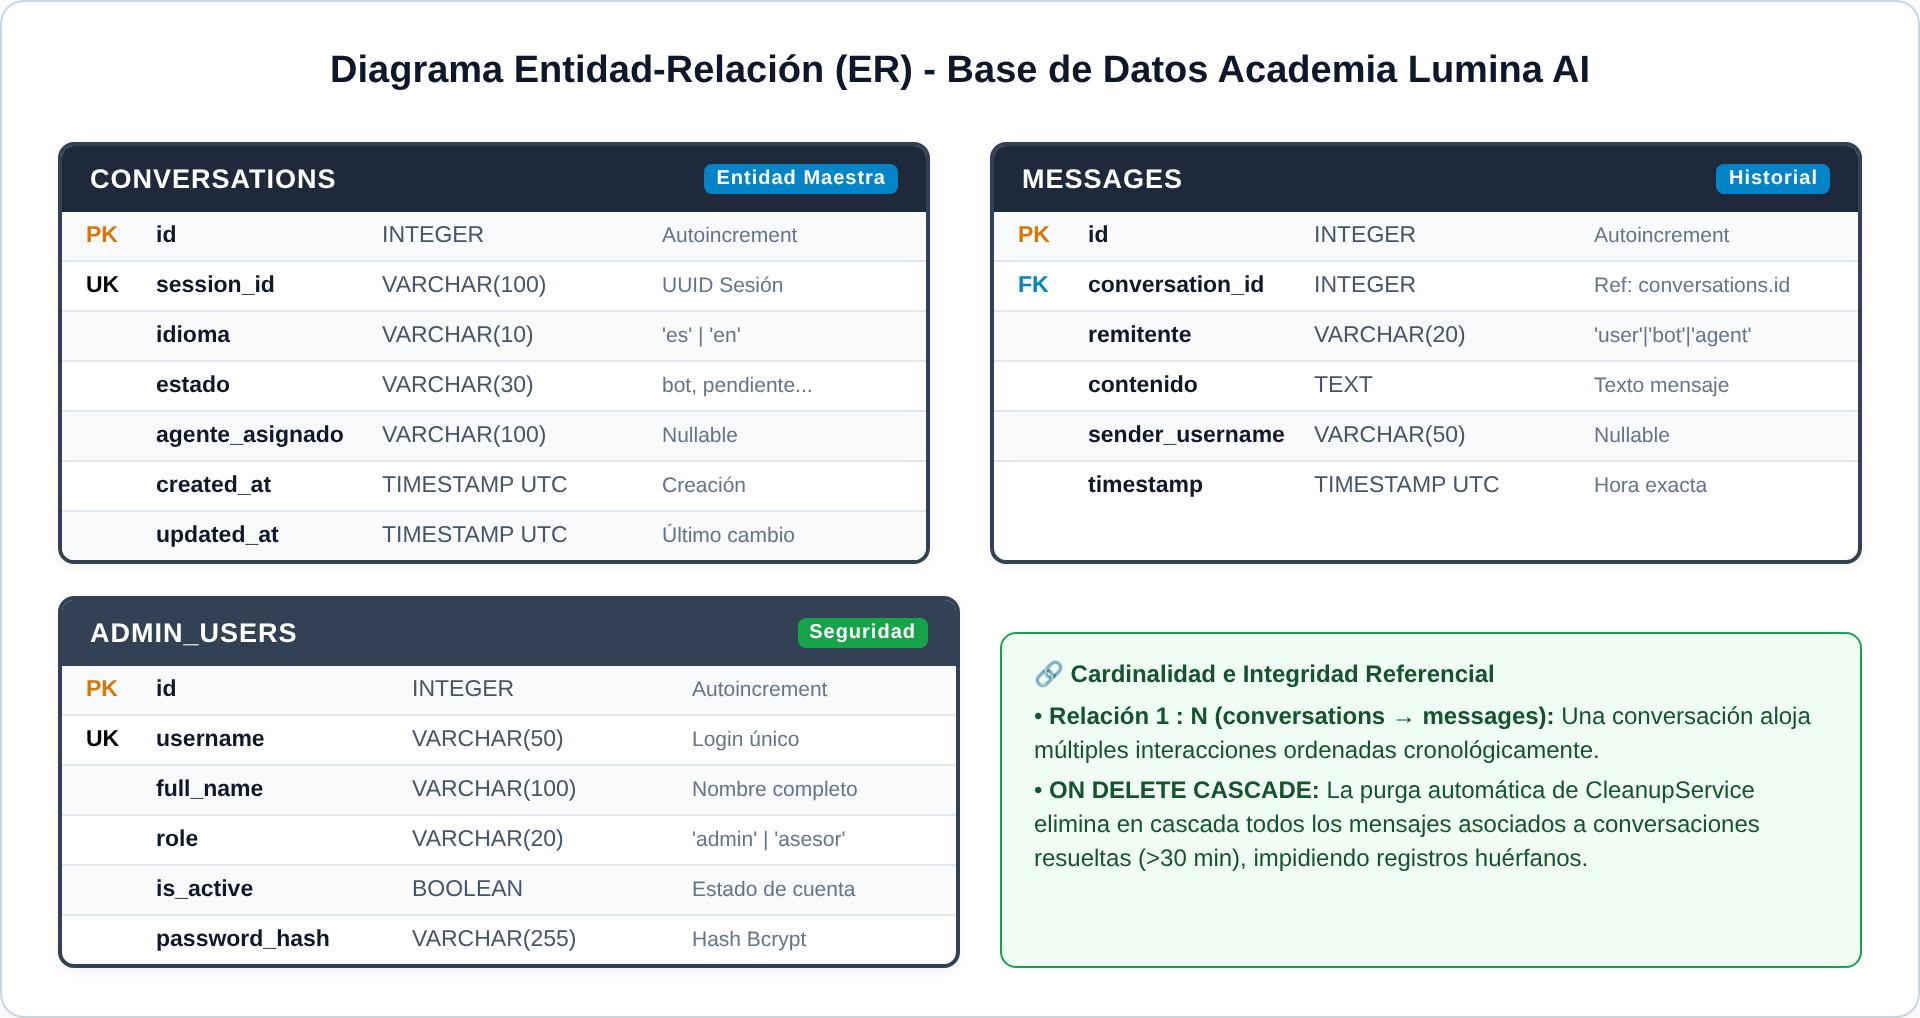 Diagrama Entidad-Relación (ER) - Base de Datos Academia Lumina AI
CONVERSATIONS Entidad Maestra
PK id INTEGER Autoincrement
UK session_id VARCHAR(100) UUID Sesión
idioma VARCHAR(10) 'es' | 'en'
estado VARCHAR(30) bot, pendiente...
agente_asignado VARCHAR(100) Nullable
created_at TIMESTAMP UTC Creación
updated_at TIMESTAMP UTC Último cambio
MESSAGES Historial
PK id INTEGER Autoincrement
FK conversation_id INTEGER Ref: conversations.id
remitente VARCHAR(20) 'user'|'bot'|'agent'
contenido TEXT Texto mensaje
sender_username VARCHAR(50) Nullable
timestamp TIMESTAMP UTC Hora exacta
ADMIN_USERS Seguridad
PK id INTEGER Autoincrement
UK username VARCHAR(50) Login único
full_name VARCHAR(100) Nombre completo
role VARCHAR(20) 'admin' | 'asesor'
is_active BOOLEAN Estado de cuenta
password_hash VARCHAR(255) Hash Bcrypt
🔗 Cardinalidad e Integridad Referencial
• Relación 1 : N (conversations → messages): Una conversación aloja
múltiples interacciones ordenadas cronológicamente.
• ON DELETE CASCADE: La purga automática de CleanupService
elimina en cascada todos los mensajes asociados a conversaciones
resueltas (>30 min), impidiendo registros huérfanos.